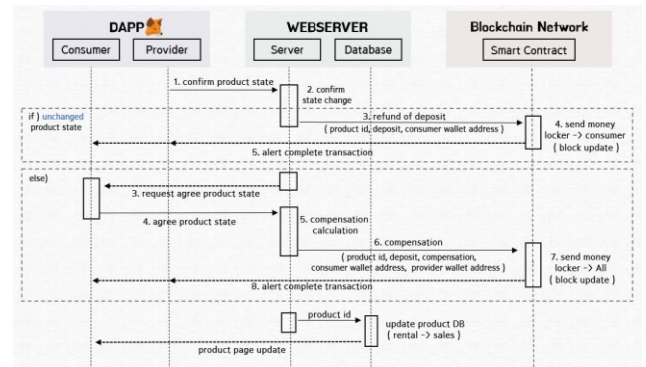 DAPP
WEBSERVER
Blockchain Network
Consumer
Provider
Server
Database
Smart Contract
1. confirm product state
2. confirm
state change
if ) unchanged
product state
3. refund of deposit
( product id, deposit, consumer wallet address )
4. send money
locker -> consumer
( block update )
5. alert complete transaction
else)
3. request agree product state
4. agree product state
5. compensation
calculation
6. compensation
( product id, deposit, compensation,
consumer wallet address, provider wallet address )
7. send money
locker -> All
( block update )
8. alert complete transaction
product id
update product DB
( rental -> sales )
product page update